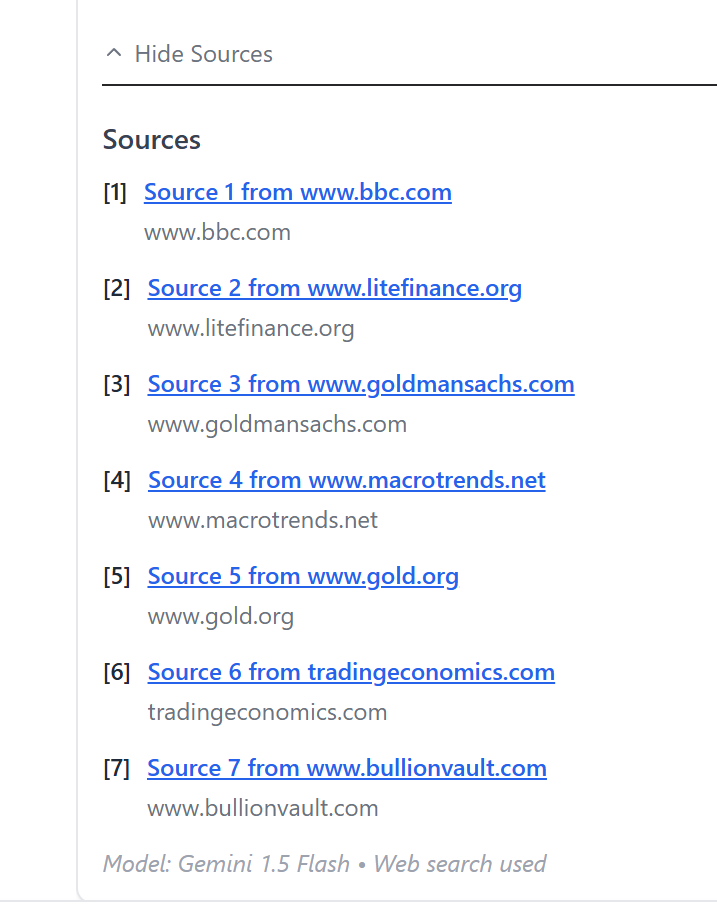 Hide Sources
Sources
[1] Source 1 from www.bbc.com
www.bbc.com
[2] Source 2 from www.litefinance.org
www.litefinance.org
[3] Source 3 from www.goldmansachs.com
www.goldmansachs.com
[4] Source 4 from www.macrotrends.net
www.macrotrends.net
[5] Source 5 from www.gold.org
www.gold.org
[6] Source 6 from tradingeconomics.com
tradingeconomics.com
[7] Source 7 from www.bullionvault.com
www.bullionvault.com
Model: Gemini 1.5 Flash • Web search used